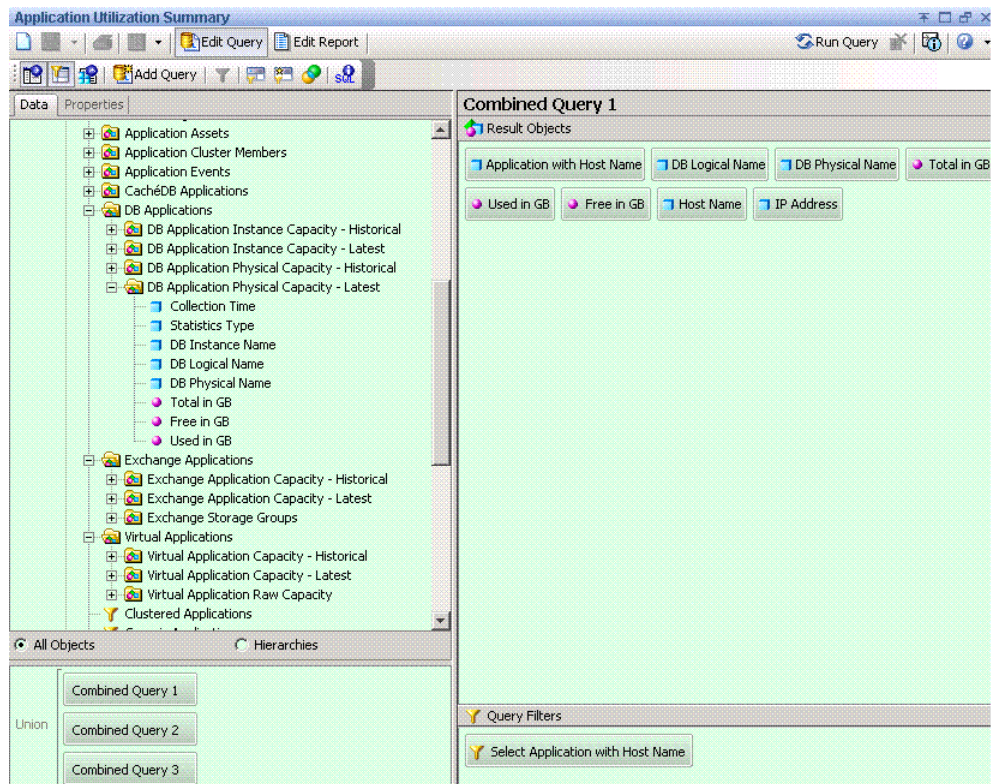 Application Utilization Summary
Edit Query Edit Report Run Query
Add Query SQL
Data Properties
Application Assets
Application Cluster Members
Application Events
CachéDB Applications
DB Applications
DB Application Instance Capacity - Historical
DB Application Instance Capacity - Latest
DB Application Physical Capacity - Historical
DB Application Physical Capacity - Latest
Collection Time
Statistics Type
DB Instance Name
DB Logical Name
DB Physical Name
Total in GB
Free in GB
Used in GB
Exchange Applications
Exchange Application Capacity - Historical
Exchange Application Capacity - Latest
Exchange Storage Groups
Virtual Applications
Virtual Application Capacity - Historical
Virtual Application Capacity - Latest
Virtual Application Raw Capacity
Clustered Applications
All Objects Hierarchies
Union
Combined Query 1
Combined Query 2
Combined Query 3
Combined Query 1
Result Objects
Application with Host Name DB Logical Name DB Physical Name Total in GB
Used in GB Free in GB Host Name IP Address
Query Filters
Select Application with Host Name